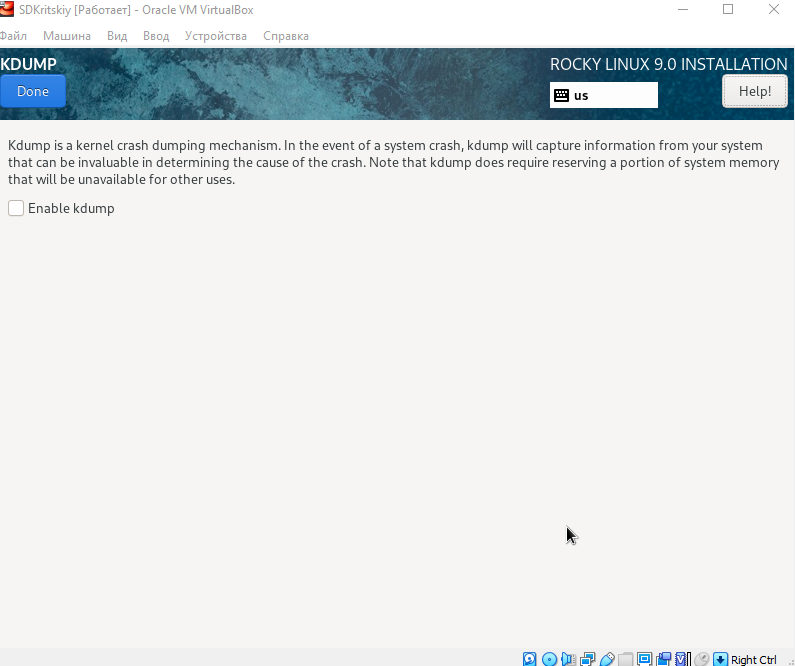 SDKritskiy [Работает] - Oracle VM VirtualBox
Файл Машина Вид Ввод Устройства Справка
KDUMP
ROCKY LINUX 9.0 INSTALLATION
Done
us
Help!
Kdump is a kernel crash dumping mechanism. In the event of a system crash, kdump will capture information from your system
that can be invaluable in determining the cause of the crash. Note that kdump does require reserving a portion of system memory
that will be unavailable for other uses.
Enable kdump
Right Ctrl